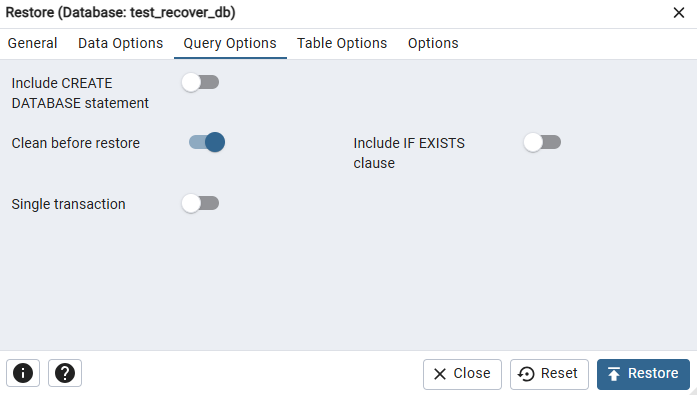 Restore (Database: test_recover_db)
General Data Options Query Options Table Options Options
Include CREATE
DATABASE statement
Clean before restore
Include IF EXISTS
clause
Single transaction
Close Reset Restore